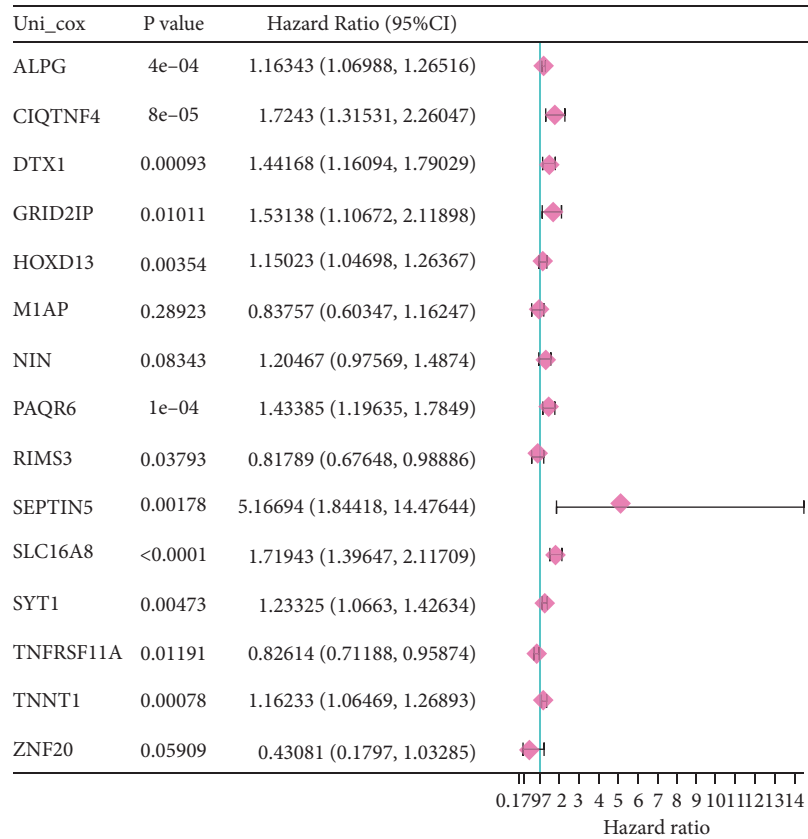 Uni_cox P value Hazard Ratio (95%CI)
ALPG 4e–04 1.16343 (1.06988, 1.26516)
CIQTNF4 8e–05 1.7243 (1.31531, 2.26047)
DTX1 0.00093 1.44168 (1.16094, 1.79029)
GRID2IP 0.01011 1.53138 (1.10672, 2.11898)
HOXD13 0.00354 1.15023 (1.04698, 1.26367)
M1AP 0.28923 0.83757 (0.60347, 1.16247)
NIN 0.08343 1.20467 (0.97569, 1.4874)
PAQR6 1e–04 1.43385 (1.19635, 1.7849)
RIMS3 0.03793 0.81789 (0.67648, 0.98886)
SEPTIN5 0.00178 5.16694 (1.84418, 14.47644)
SLC16A8 <0.0001 1.71943 (1.39647, 2.11709)
SYT1 0.00473 1.23325 (1.0663, 1.42634)
TNFRSF11A 0.01191 0.82614 (0.71188, 0.95874)
TNNT1 0.00078 1.16233 (1.06469, 1.26893)
ZNF20 0.05909 0.43081 (0.1797, 1.03285)
0.1797 2 3 4 5 6 7 8 9 1011121314
Hazard ratio